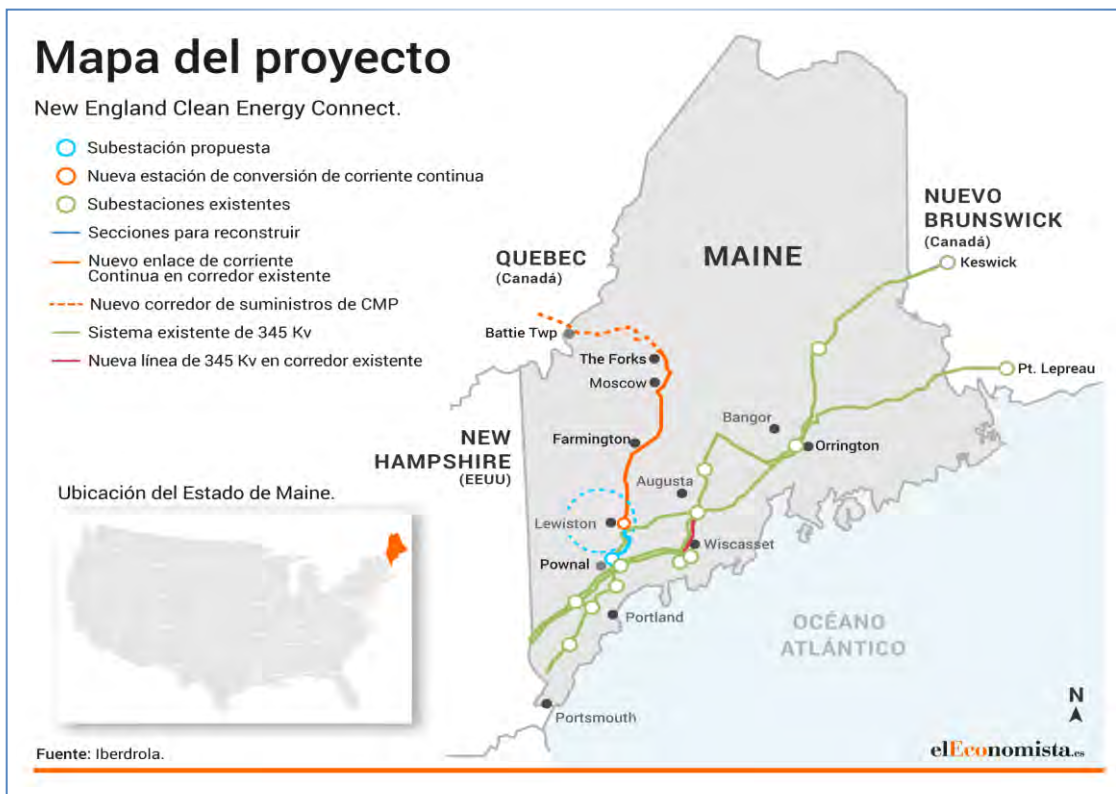 Mapa del proyecto
New England Clean Energy Connect.
Subestación propuesta
Nueva estación de conversión de corriente continua
Subestaciones existentes
Secciones para reconstruir
Nuevo enlace de corriente
Continua en corredor existente
Nuevo corredor de suministros de CMP
Sistema existente de 345 Kv
Nueva línea de 345 Kv en corredor existente
QUEBEC
(Canadá)
MAINE
NUEVO
BRUNSWICK
(Canadá)
Keswick
Battie Twp
The Forks
Moscow
Pt. Lepreau
Bangor
Farmington
Orrington
NEW
HAMPSHIRE
(EEUU)
Augusta
Lewiston
Wiscasset
Pownal
Portland
OCÉANO
ATLÁNTICO
Portsmouth
N
Ubicación del Estado de Maine.
Fuente: Iberdrola.
elEconomista.es